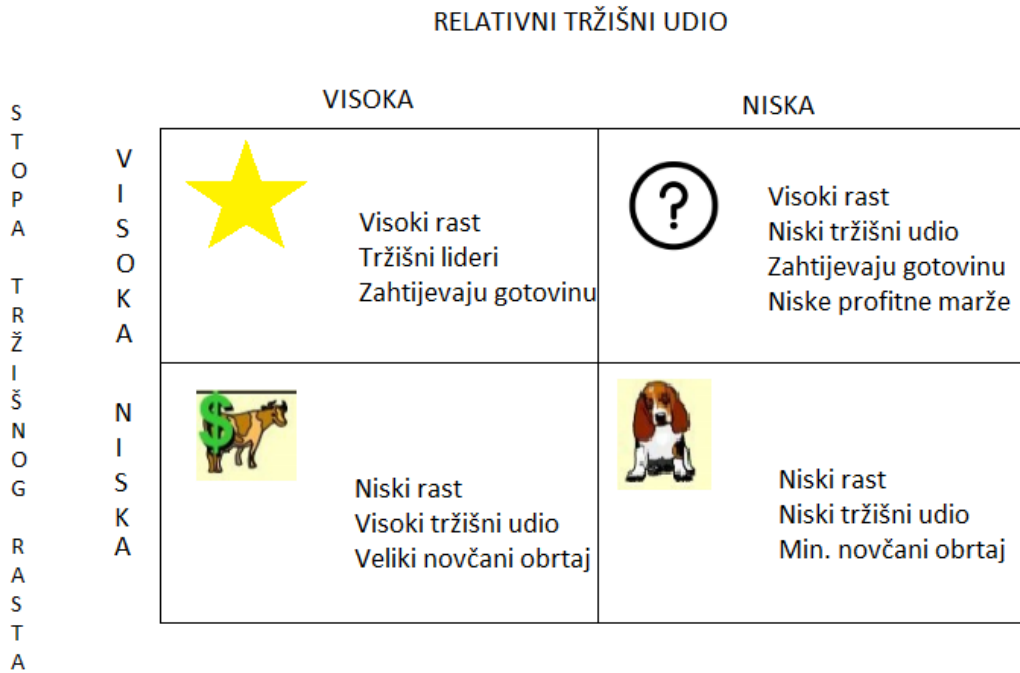 RELATIVNI TRŽIŠNI UDIO
VISOKA
NISKA
STOPA TRŽIŠNOG RASTA
VISOKA
NISKA
Visoki rast
Tržišni lideri
Zahtijevaju gotovinu
?
Visoki rast
Niski tržišni udio
Zahtijevaju gotovinu
Niske profitne marže
$
Niski rast
Visoki tržišni udio
Veliki novčani obrtaj
Niski rast
Niski tržišni udio
Min. novčani obrtaj